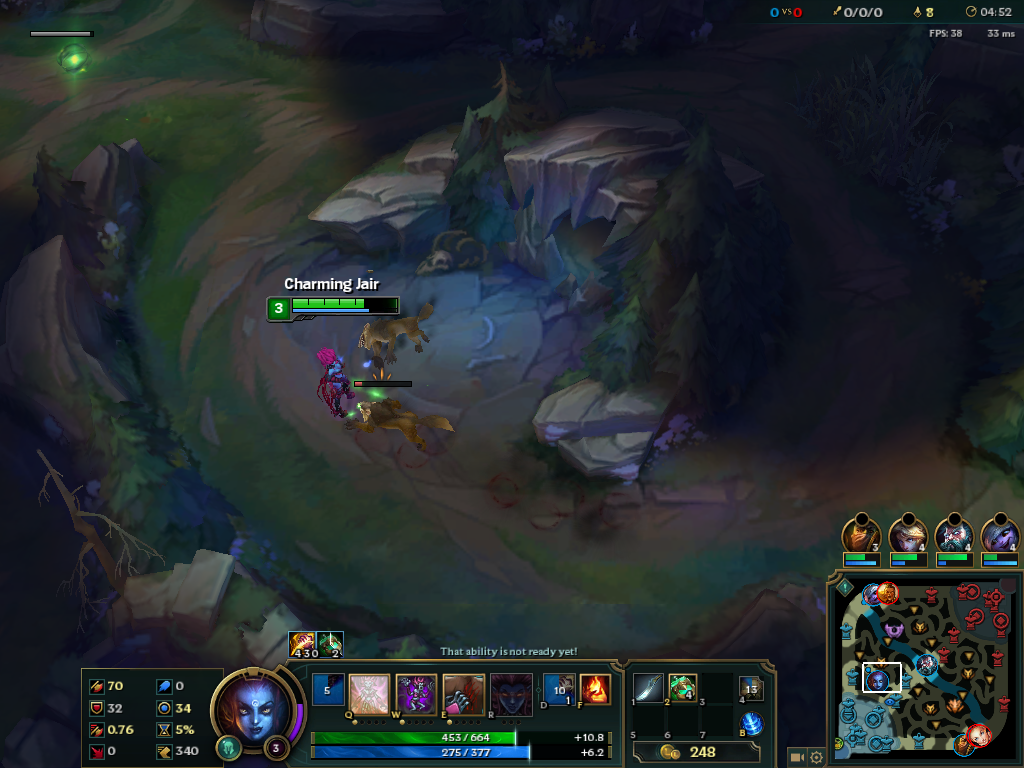 0 vs 0 0/0/0 8 04:52
FPS: 38 33 ms
Charming Jair
3
3 4 4 4
430 2
That ability is not ready yet!
70 0
32 34
0.76 5%
0 340
3
5 10 1
Q W E R D F
453 / 664 +10.8
275 / 377 +6.2
1 2 3 4 13
5 6 7 B
248